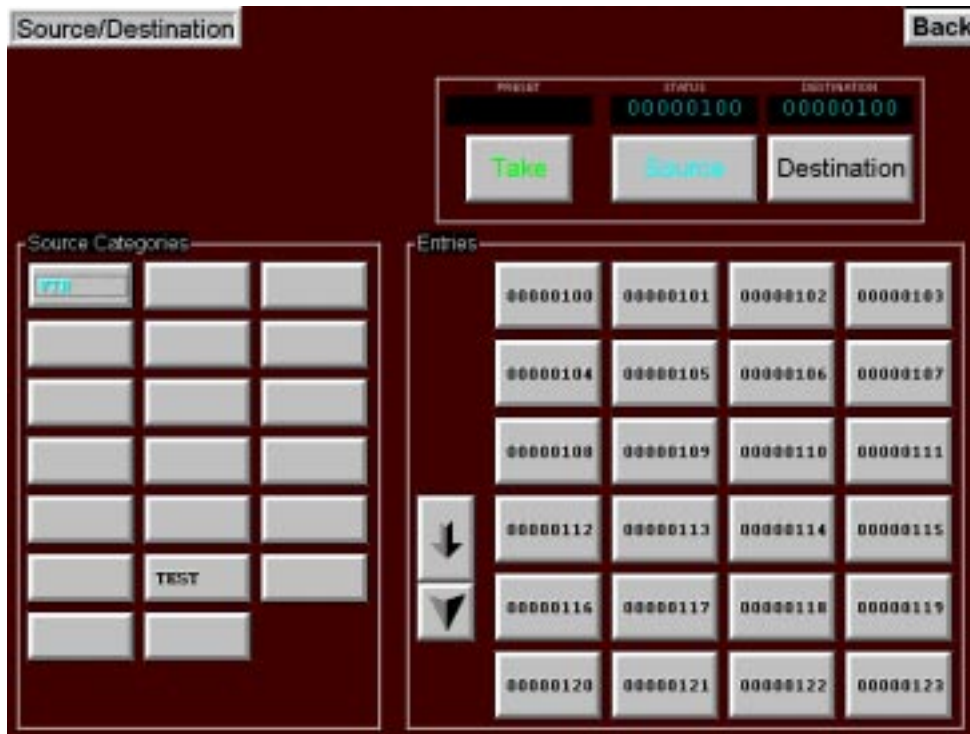 Source/Destination
Back
PRESET STATUS DESTINATION
00000100 00000100
Take Source Destination
Source Categories
Entries
VTR
TEST
00000100 00000101 00000102 00000103
00000104 00000105 00000106 00000107
00000108 00000109 00000110 00000111
00000112 00000113 00000114 00000115
00000116 00000117 00000118 00000119
00000120 00000121 00000122 00000123